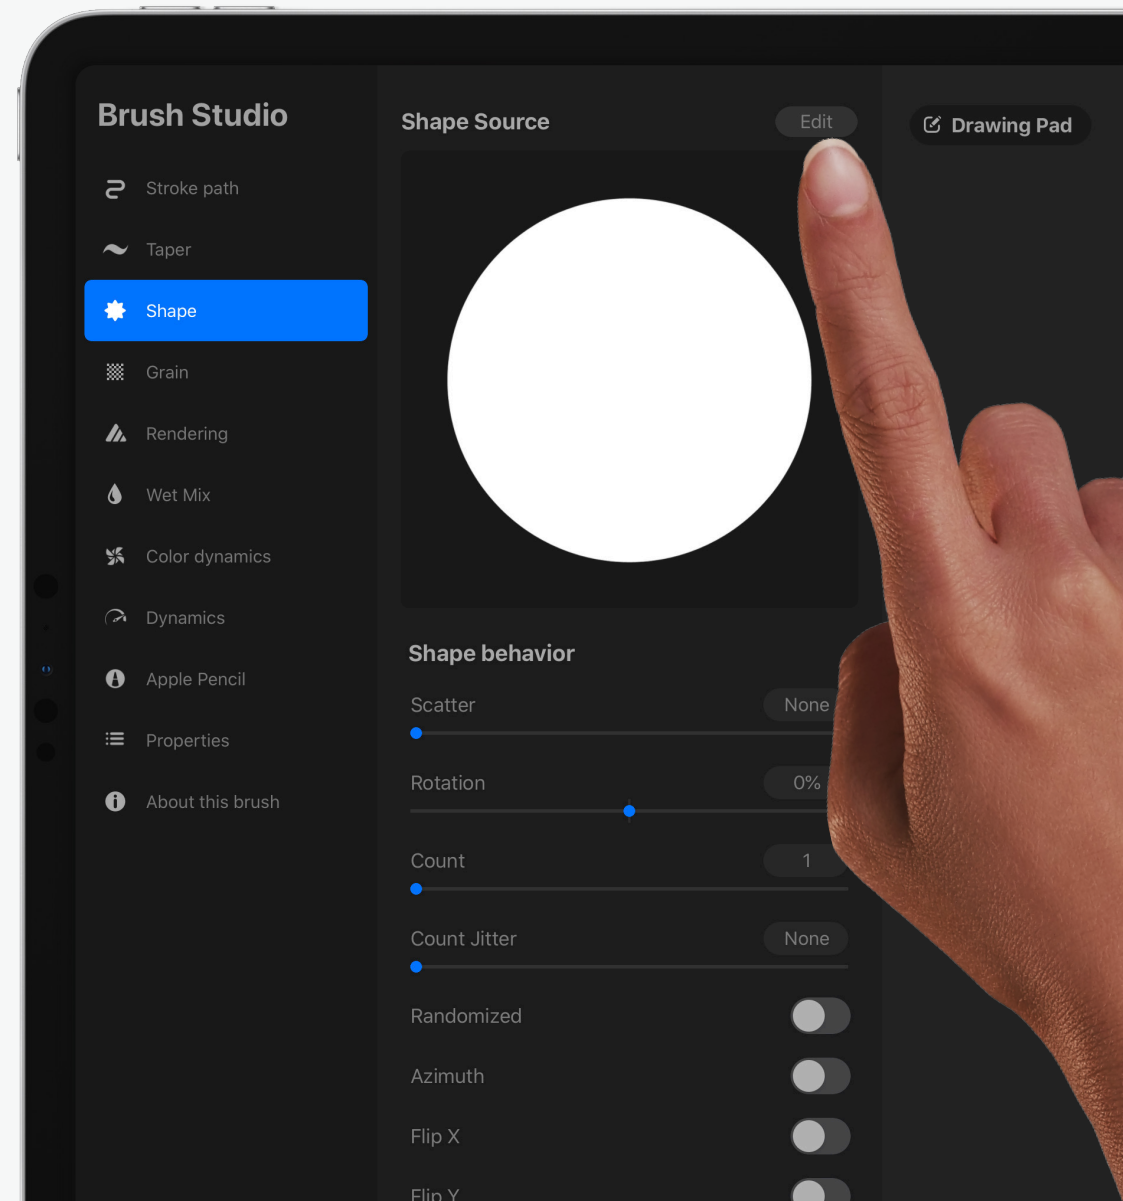 Brush Studio
Stroke path
Taper
Shape
Grain
Rendering
Wet Mix
Color dynamics
Dynamics
Apple Pencil
Properties
About this brush
Shape Source
Edit
Shape behavior
Scatter
None
Rotation
0%
Count
1
Count Jitter
None
Randomized
Azimuth
Flip X
Flip Y
Drawing Pad